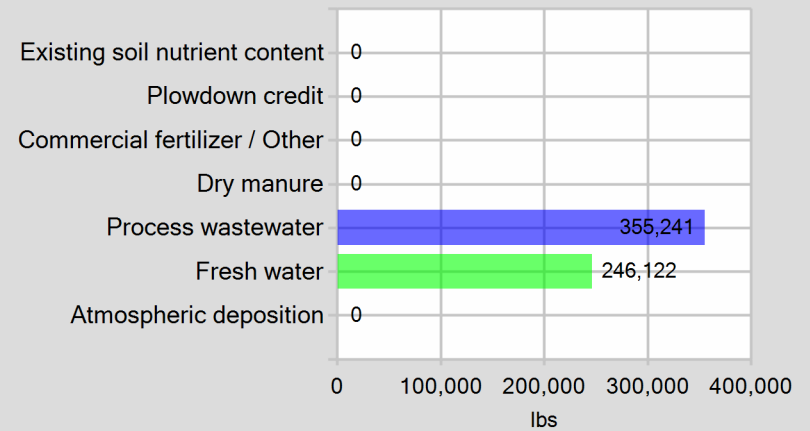 Existing soil nutrient content 0
Plowdown credit 0
Commercial fertilizer / Other 0
Dry manure 0
Process wastewater 355,241
Fresh water 246,122
Atmospheric deposition 0
0 100,000 200,000 300,000 400,000
lbs